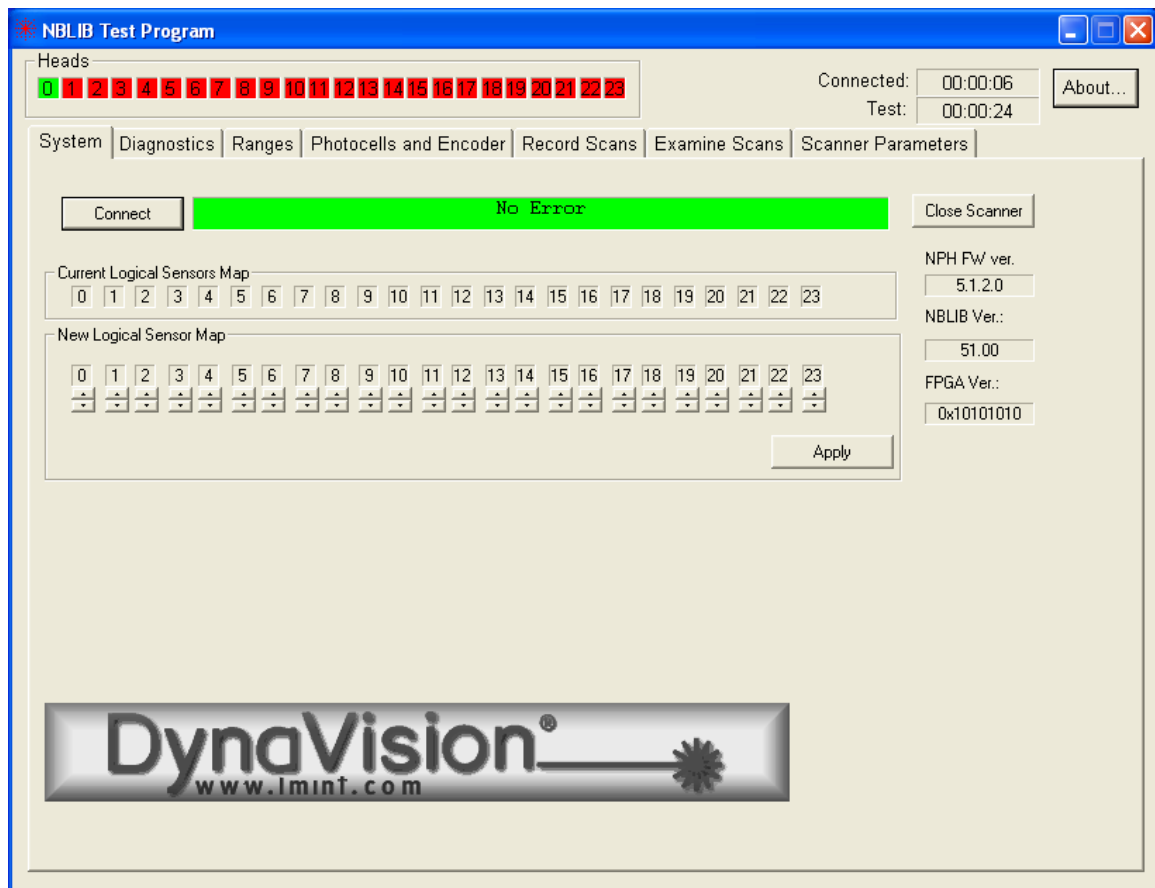 NBLIB Test Program
Heads
0 1 2 3 4 5 6 7 8 9 10 11 12 13 14 15 16 17 18 19 20 21 22 23
Connected: 00:00:06
About...
Test: 00:00:24
System Diagnostics Ranges Photocells and Encoder Record Scans Examine Scans Scanner Parameters
Connect No Error Close Scanner
Current Logical Sensors Map
0 1 2 3 4 5 6 7 8 9 10 11 12 13 14 15 16 17 18 19 20 21 22 23
New Logical Sensor Map
0 1 2 3 4 5 6 7 8 9 10 11 12 13 14 15 16 17 18 19 20 21 22 23
Apply
NPH FW ver.
5.1.2.0
NBLIB Ver.:
51.00
FPGA Ver.:
0x10101010
DynaVision®
www.lmint.com